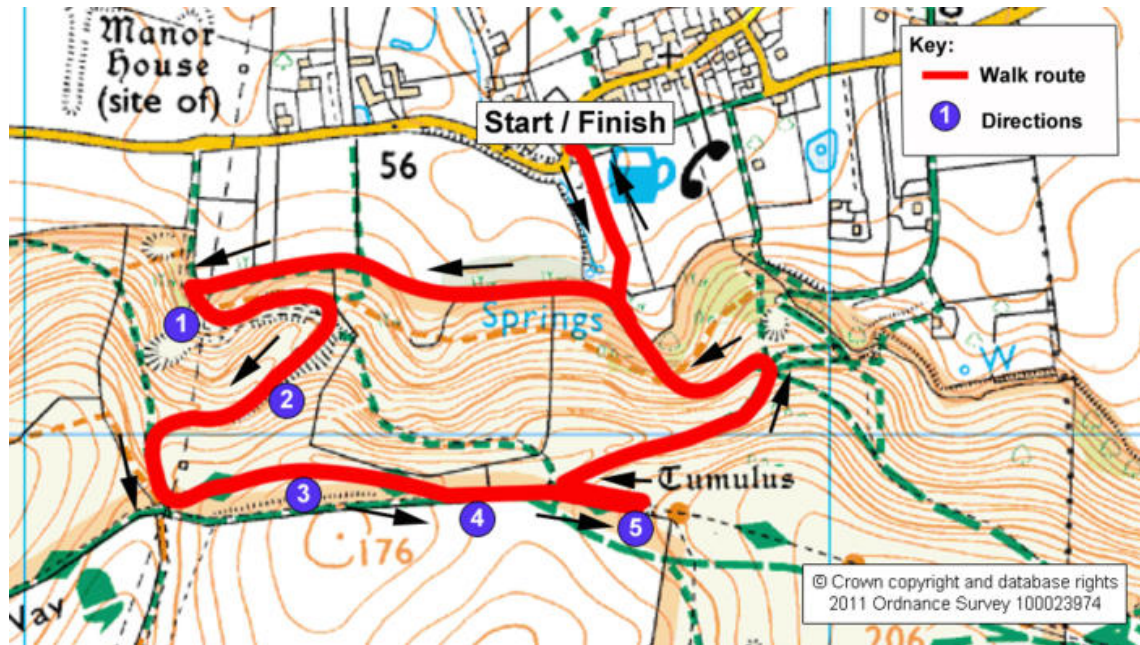 Manor
House
(site of)
Key:
Walk route
1 Directions
Start / Finish
56
Springs
1
W
2
Tumulus
3
4
5
176
Way
© Crown copyright and database rights
2011 Ordnance Survey 100023974
206